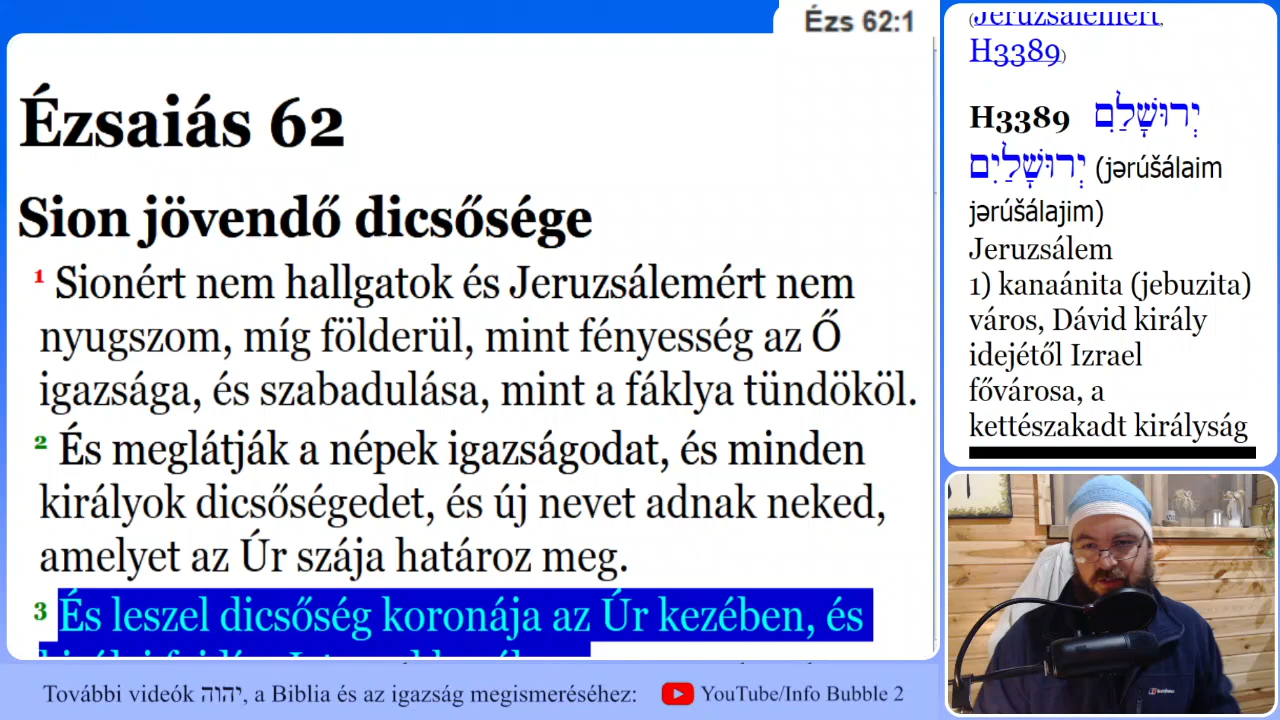 Ézs 62:1
Ézsaiás 62
Sion jövendő dicsősége
1 Sionért nem hallgatok és Jeruzsálemért nem
nyugszom, míg földerül, mint fényesség az Ő
igazsága, és szabadulása, mint a fáklya tündököl.
2 És meglátják a népek igazságodat, és minden
királyok dicsőségedet, és új nevet adnak neked,
amelyet az Úr szája határoz meg.
3 És leszel dicsőség koronája az Úr kezében, és
(Jeruzsálemért,
H3389)
H3389 יְרוּשָׁלַםִ
יְרוּשָׁלַיִם (jərúšálaim
jərúšálajim)
Jeruzsálem
1) kanaánita (jebuzita)
város, Dávid király
idejétől Izrael
fővárosa, a
kettészakadt királyság
További videók יהוה, a Biblia és az igazság megismeréséhez: YouTube/Info Bubble 2